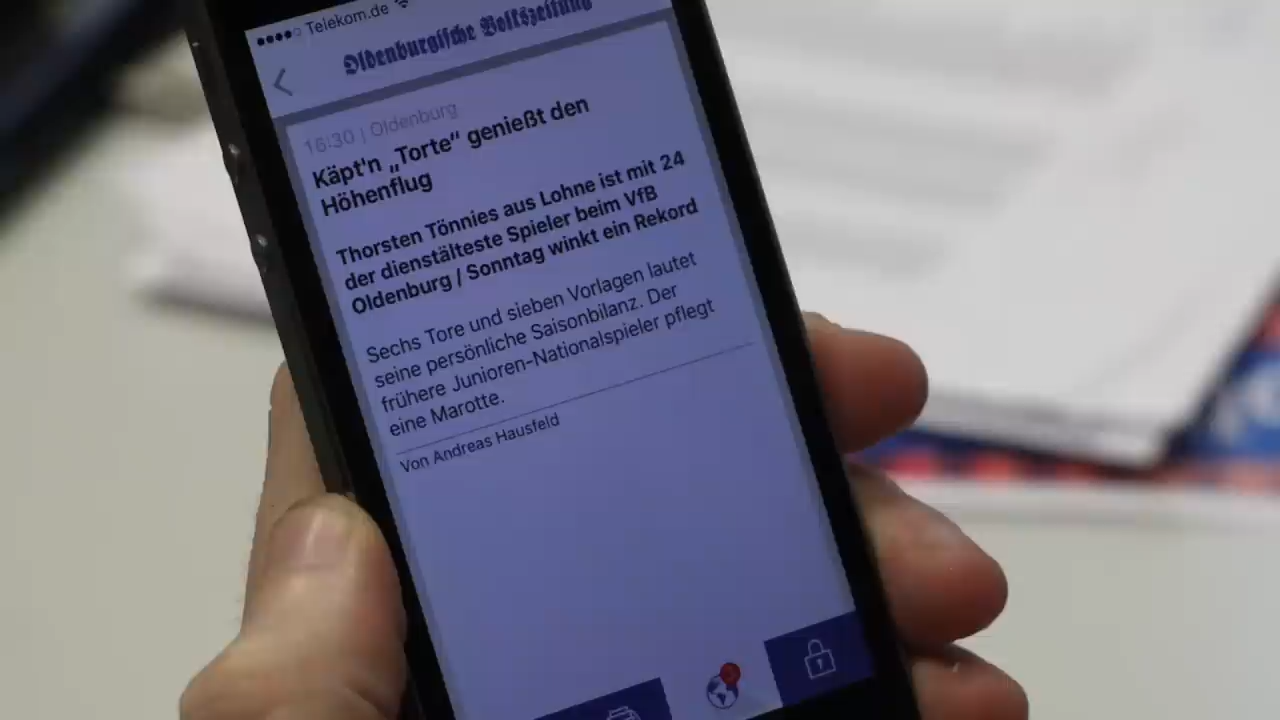 Telekom.de
Oldenburgische Volkszeitung
16:30 | Oldenburg
Käpt'n „Torte“ genießt den
Höhenflug
Thorsten Tönnies aus Lohne ist mit 24
der dienstälteste Spieler beim VfB
Oldenburg / Sonntag winkt ein Rekord
Sechs Tore und sieben Vorlagen lautet
seine persönliche Saisonbilanz. Der
frühere Junioren-Nationalspieler pflegt
eine Marotte.
Von Andreas Hausfeld